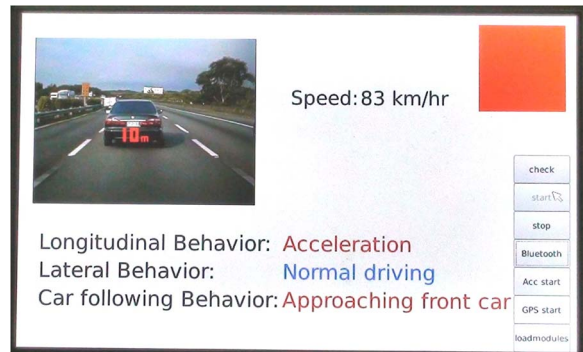 Speed: 83 km/hr
10m
check
start
stop
Longitudinal Behavior: Acceleration
Bluetooth
Lateral Behavior: Normal driving
Acc start
Car following Behavior: Approaching front car
GPS start
loadmodules